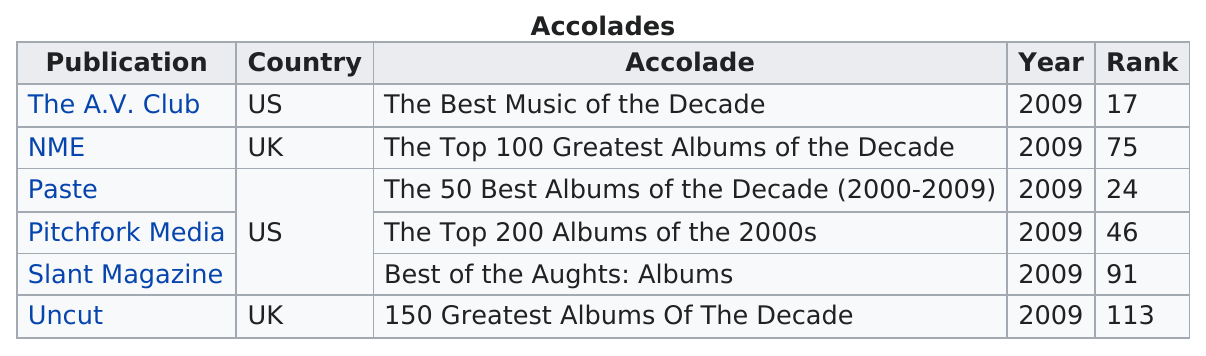 Accolades
Publication Country Accolade Year Rank
The A.V. Club US The Best Music of the Decade 2009 17
NME UK The Top 100 Greatest Albums of the Decade 2009 75
Paste The 50 Best Albums of the Decade (2000-2009) 2009 24
Pitchfork Media US The Top 200 Albums of the 2000s 2009 46
Slant Magazine Best of the Aughts: Albums 2009 91
Uncut UK 150 Greatest Albums Of The Decade 2009 113